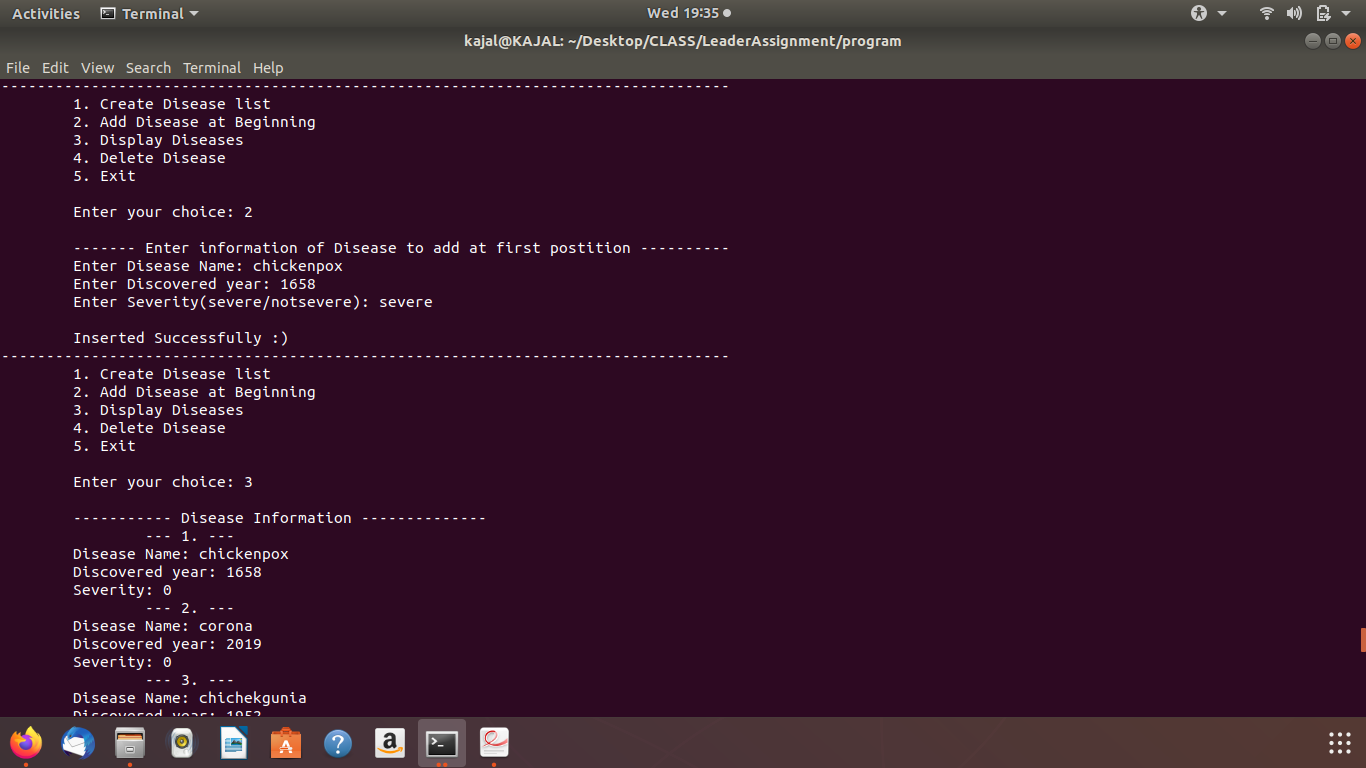 Activities Terminal Wed 19:35
kajal@KAJAL: ~/Desktop/CLASS/LeaderAssignment/program
File Edit View Search Terminal Help
--------------------------------------------------------------------------------
1. Create Disease list
2. Add Disease at Beginning
3. Display Diseases
4. Delete Disease
5. Exit
Enter your choice: 2
------- Enter information of Disease to add at first postition ----------
Enter Disease Name: chickenpox
Enter Discovered year: 1658
Enter Severity(severe/notsevere): severe
Inserted Successfully :)
--------------------------------------------------------------------------------
1. Create Disease list
2. Add Disease at Beginning
3. Display Diseases
4. Delete Disease
5. Exit
Enter your choice: 3
----------- Disease Information --------------
--- 1. ---
Disease Name: chickenpox
Discovered year: 1658
Severity: 0
--- 2. ---
Disease Name: corona
Discovered year: 2019
Severity: 0
--- 3. ---
Disease Name: chichekgunia
Discovered year: 1952